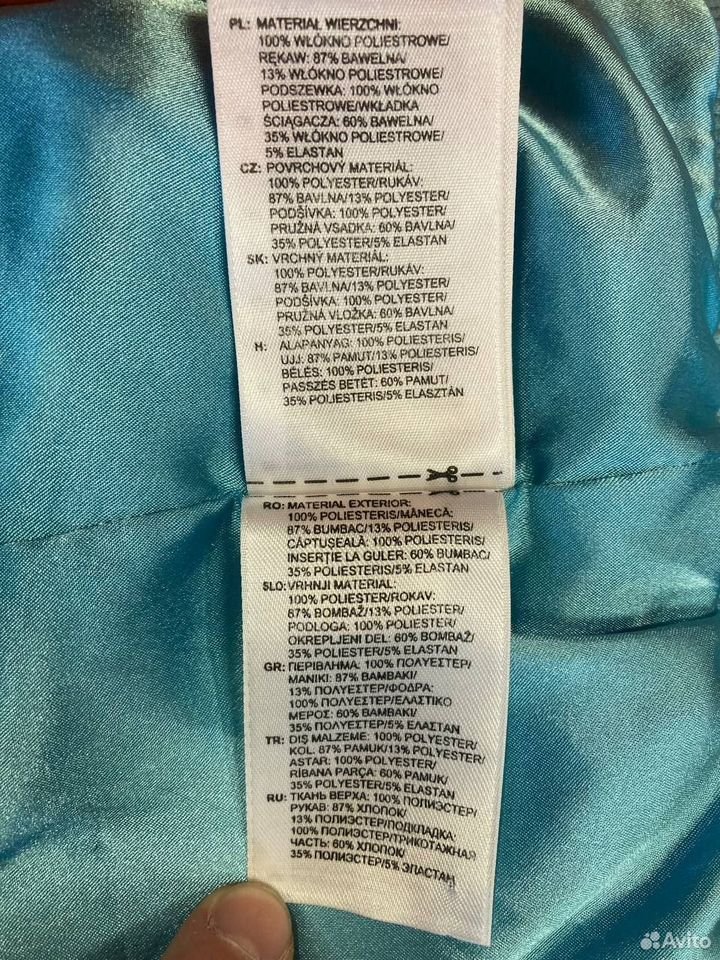 PL: MATERIAŁ WIERZCHNI:
100% WŁÓKNO POLIESTROWE/
RĘKAW: 87% BAWEŁNA/
13% WŁÓKNO POLIESTROWE/
PODSZEWKA: 100% WŁÓKNO
POLIESTROWE/WKŁADKA
ŚCIĄGACZA: 60% BAWEŁNA/
35% WŁÓKNO POLIESTROWE/
5% ELASTAN
CZ: POVRCHOVÝ MATERIÁL:
100% POLYESTER/RUKÁV:
87% BAVLNA/13% POLYESTER/
PODŠÍVKA: 100% POLYESTER/
PRUŽNÁ VSADKA: 60% BAVLNA/
35% POLYESTER/5% ELASTAN
SK: VRCHNÝ MATERIÁL:
100% POLYESTER/RUKÁV:
87% BAVLNA/13% POLYESTER/
PODŠÍVKA: 100% POLYESTER/
PRUŽNÁ VLOŽKA: 60% BAVLNA/
35% POLYESTER/5% ELASTAN
H: ALAPANYAG: 100% POLIESTERIS/
UJJ: 87% PAMUT/13% POLIESTERIS/
BÉLÉS: 100% POLIESTERIS/
PASSZÉS BETÉT: 60% PAMUT/
35% POLIESTERIS/5% ELASZTÁN
RO: MATERIAL EXTERIOR:
100% POLIESTERIS/MÂNECĂ:
87% BUMBAC/13% POLIESTERIS/
CĂPTUȘEALĂ: 100% POLIESTERIS/
INSERȚIE LA GULER: 60% BUMBAC/
35% POLIESTERIS/5% ELASTAN
SLO: VRHNJI MATERIAL:
100% POLYESTER/ROKAV:
87% BOMBAŽ/13% POLYESTER/
PODLOGA: 100% POLYESTER/
OKREPLJENI DEL: 60% BOMBAŽ/
35% POLYESTER/5% ELASTAN
GR: ΠΕΡΙΒΛΗΜΑ: 100% ΠΟΛΥΕΣΤΕΡ/
ΜΑΝΙΚΙ: 87% ΒΑΜΒΑΚΙ/
13% ΠΟΛΥΕΣΤΕΡ/ΦΟΔΡΑ:
100% ΠΟΛΥΕΣΤΕΡ/ΕΛΑΣΤΙΚΟ
ΜΕΡΟΣ: 60% ΒΑΜΒΑΚΙ/
35% ΠΟΛΥΕΣΤΕΡ/5% ΕΛΑΣΤΑΝ
TR: DIŞ MALZEME: 100% POLYESTER/
KOL: 87% PAMUK/13% POLYESTER/
ASTAR: 100% POLYESTER/
RİBANA PARÇA: 60% PAMUK/
35% POLYESTER/5% ELASTAN
RU: ТКАНЬ ВЕРХА: 100% ПОЛИЭСТЕР/
РУКАВ: 87% ХЛОПОК/
13% ПОЛИЭСТЕР/ПОДКЛАДКА:
100% ПОЛИЭСТЕР/ТРИКОТАЖНАЯ
ЧАСТЬ: 60% ХЛОПОК/
35% ПОЛИЭСТЕР/5% ЭЛАСТАН
Avito